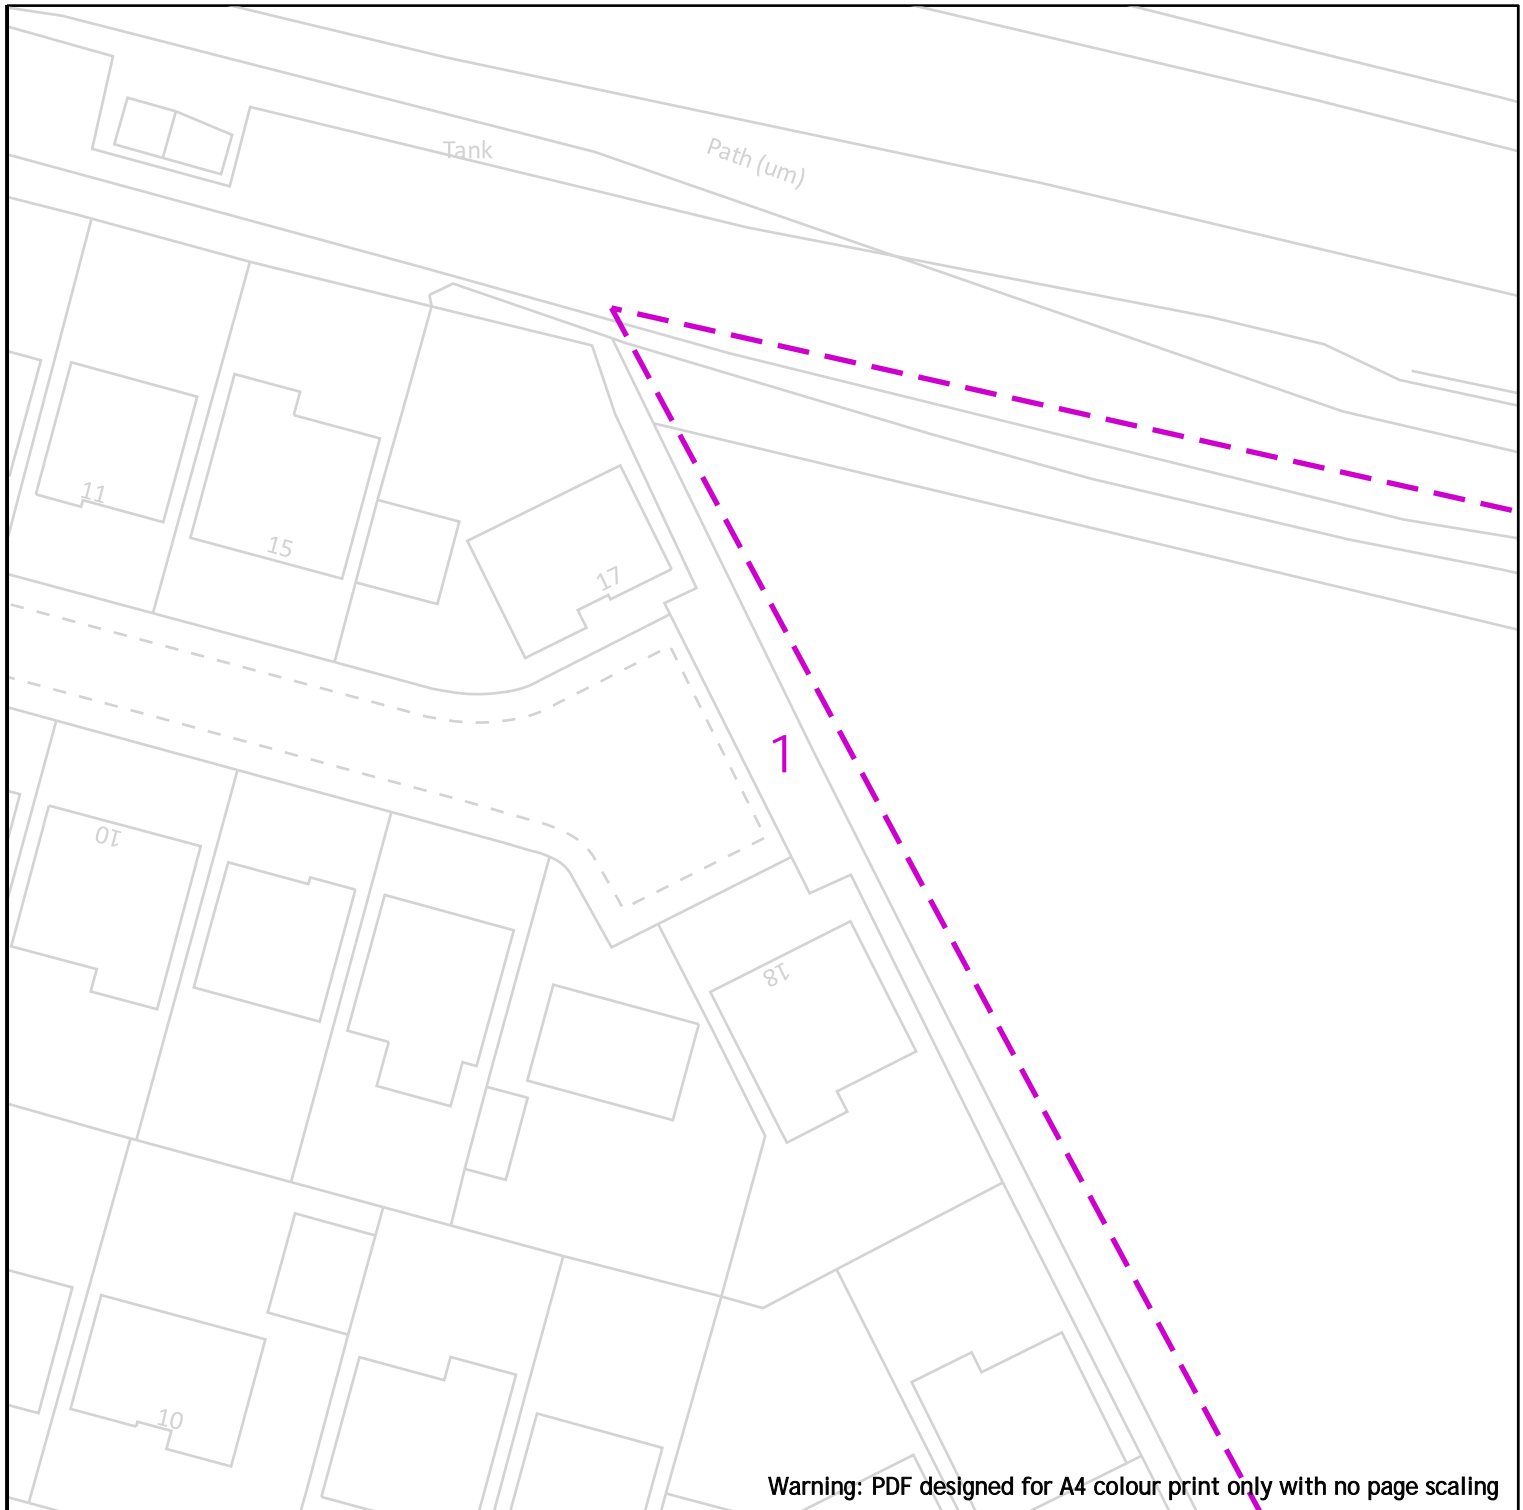 Tank
Path (um)
11
15
17
1
10
18
10
Warning: PDF designed for A4 colour print only with no page scaling